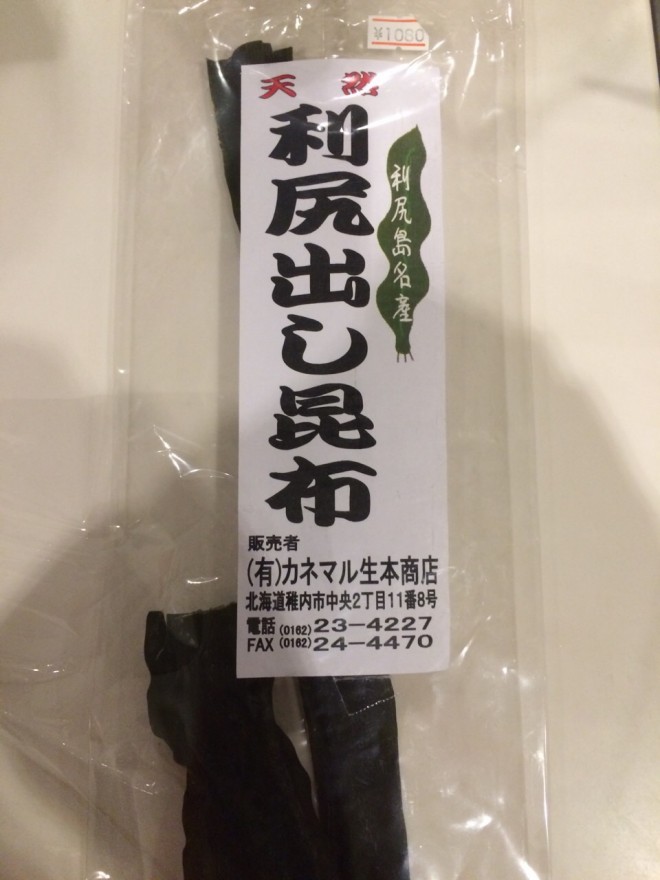 ¥1080
天然
利尻出し昆布
利尻島名産
販売者
(有)カネマル生本商店
北海道稚内市中央2丁目11番8号
電話(0162)23-4227
FAX(0162)24-4470